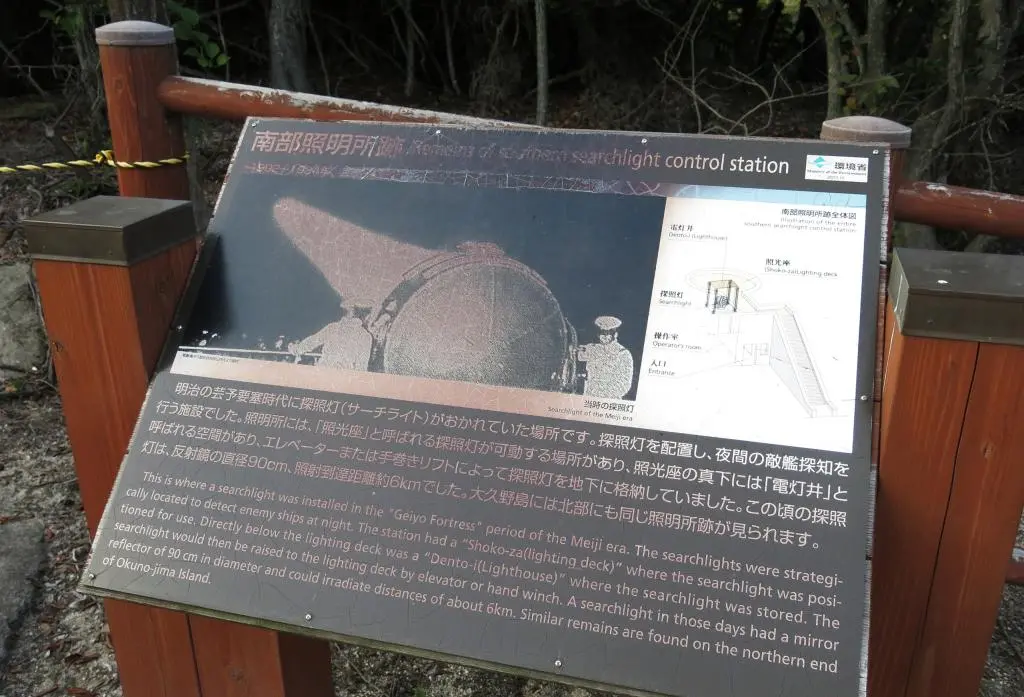 南部照明所跡 Remains of southern searchlight control station
環境省
Ministry of the Environment
南部照明所跡全体図
Illustration of the entire
southern searchlight control station
電灯井
Dento-i (Lighthouse)
照光座
(Shoko-za)Lighting deck
探照灯
Searchlight
操作室
Operator's room
入口
Entrance
当時の探照灯
Searchlight of the Meiji era
明治の芸予要塞時代に探照灯(サーチライト)がおかれていた場所です。探照灯を配置し、夜間の敵艦探知を
行う施設でした。照明所には、「照光座」と呼ばれる探照灯が可動する場所があり、照光座の真下には「電灯井」と
呼ばれる空間があり、エレベーターまたは手巻きリフトによって探照灯を地下に格納していました。この頃の探照
灯は、反射鏡の直径90cm、照射到達距離約6kmでした。大久野島には北部にも同じ照明所跡が見られます。
This is where a searchlight was installed in the "Geiyo Fortress" period of the Meiji era. The searchlights were strategi-
cally located to detect enemy ships at night. The station had a "Shoko-za(lighting deck)" where the searchlight was posi-
tioned for use. Directly below the lighting deck was a "Dento-i(Lighthouse)" where the searchlight was stored. The
searchlight would then be raised to the lighting deck by elevator or hand winch. A searchlight in those days had a mirror
reflector of 90 cm in diameter and could irradiate distances of about 6km. Similar remains are found on the northern end
of Okuno-jima Island.